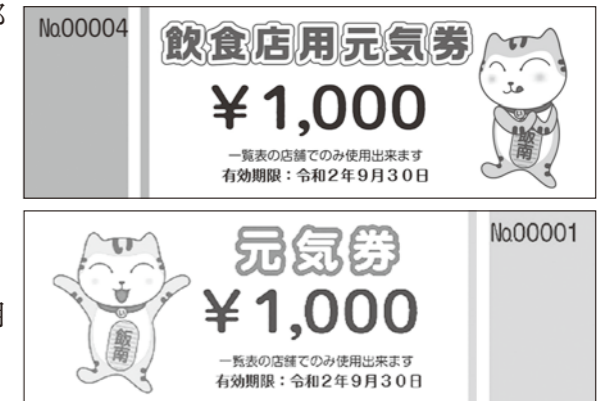 №00004
飲食店用元気券
￥1,000
一覧表の店舗でのみ使用出来ます
有効期限：令和2年9月30日
飯南
元気券
№00001
￥1,000
飯南
一覧表の店舗でのみ使用出来ます
有効期限：令和2年9月30日